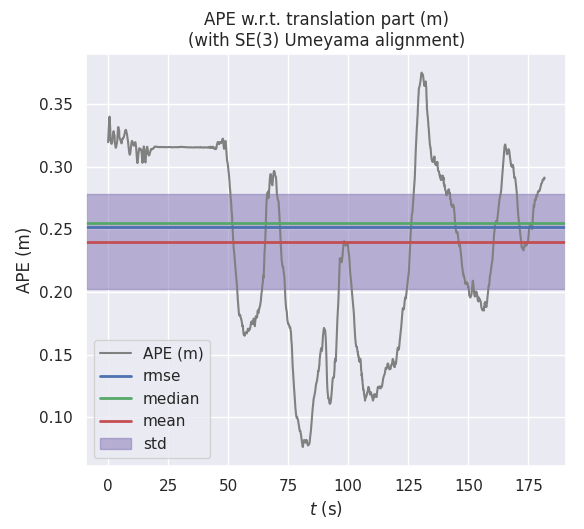 APE w.r.t. translation part (m)
(with SE(3) Umeyama alignment)
APE (m)
0.35
0.30
0.25
0.20
0.15
0.10
APE (m)
rmse
median
mean
std
0 25 50 75 100 125 150 175
t (s)